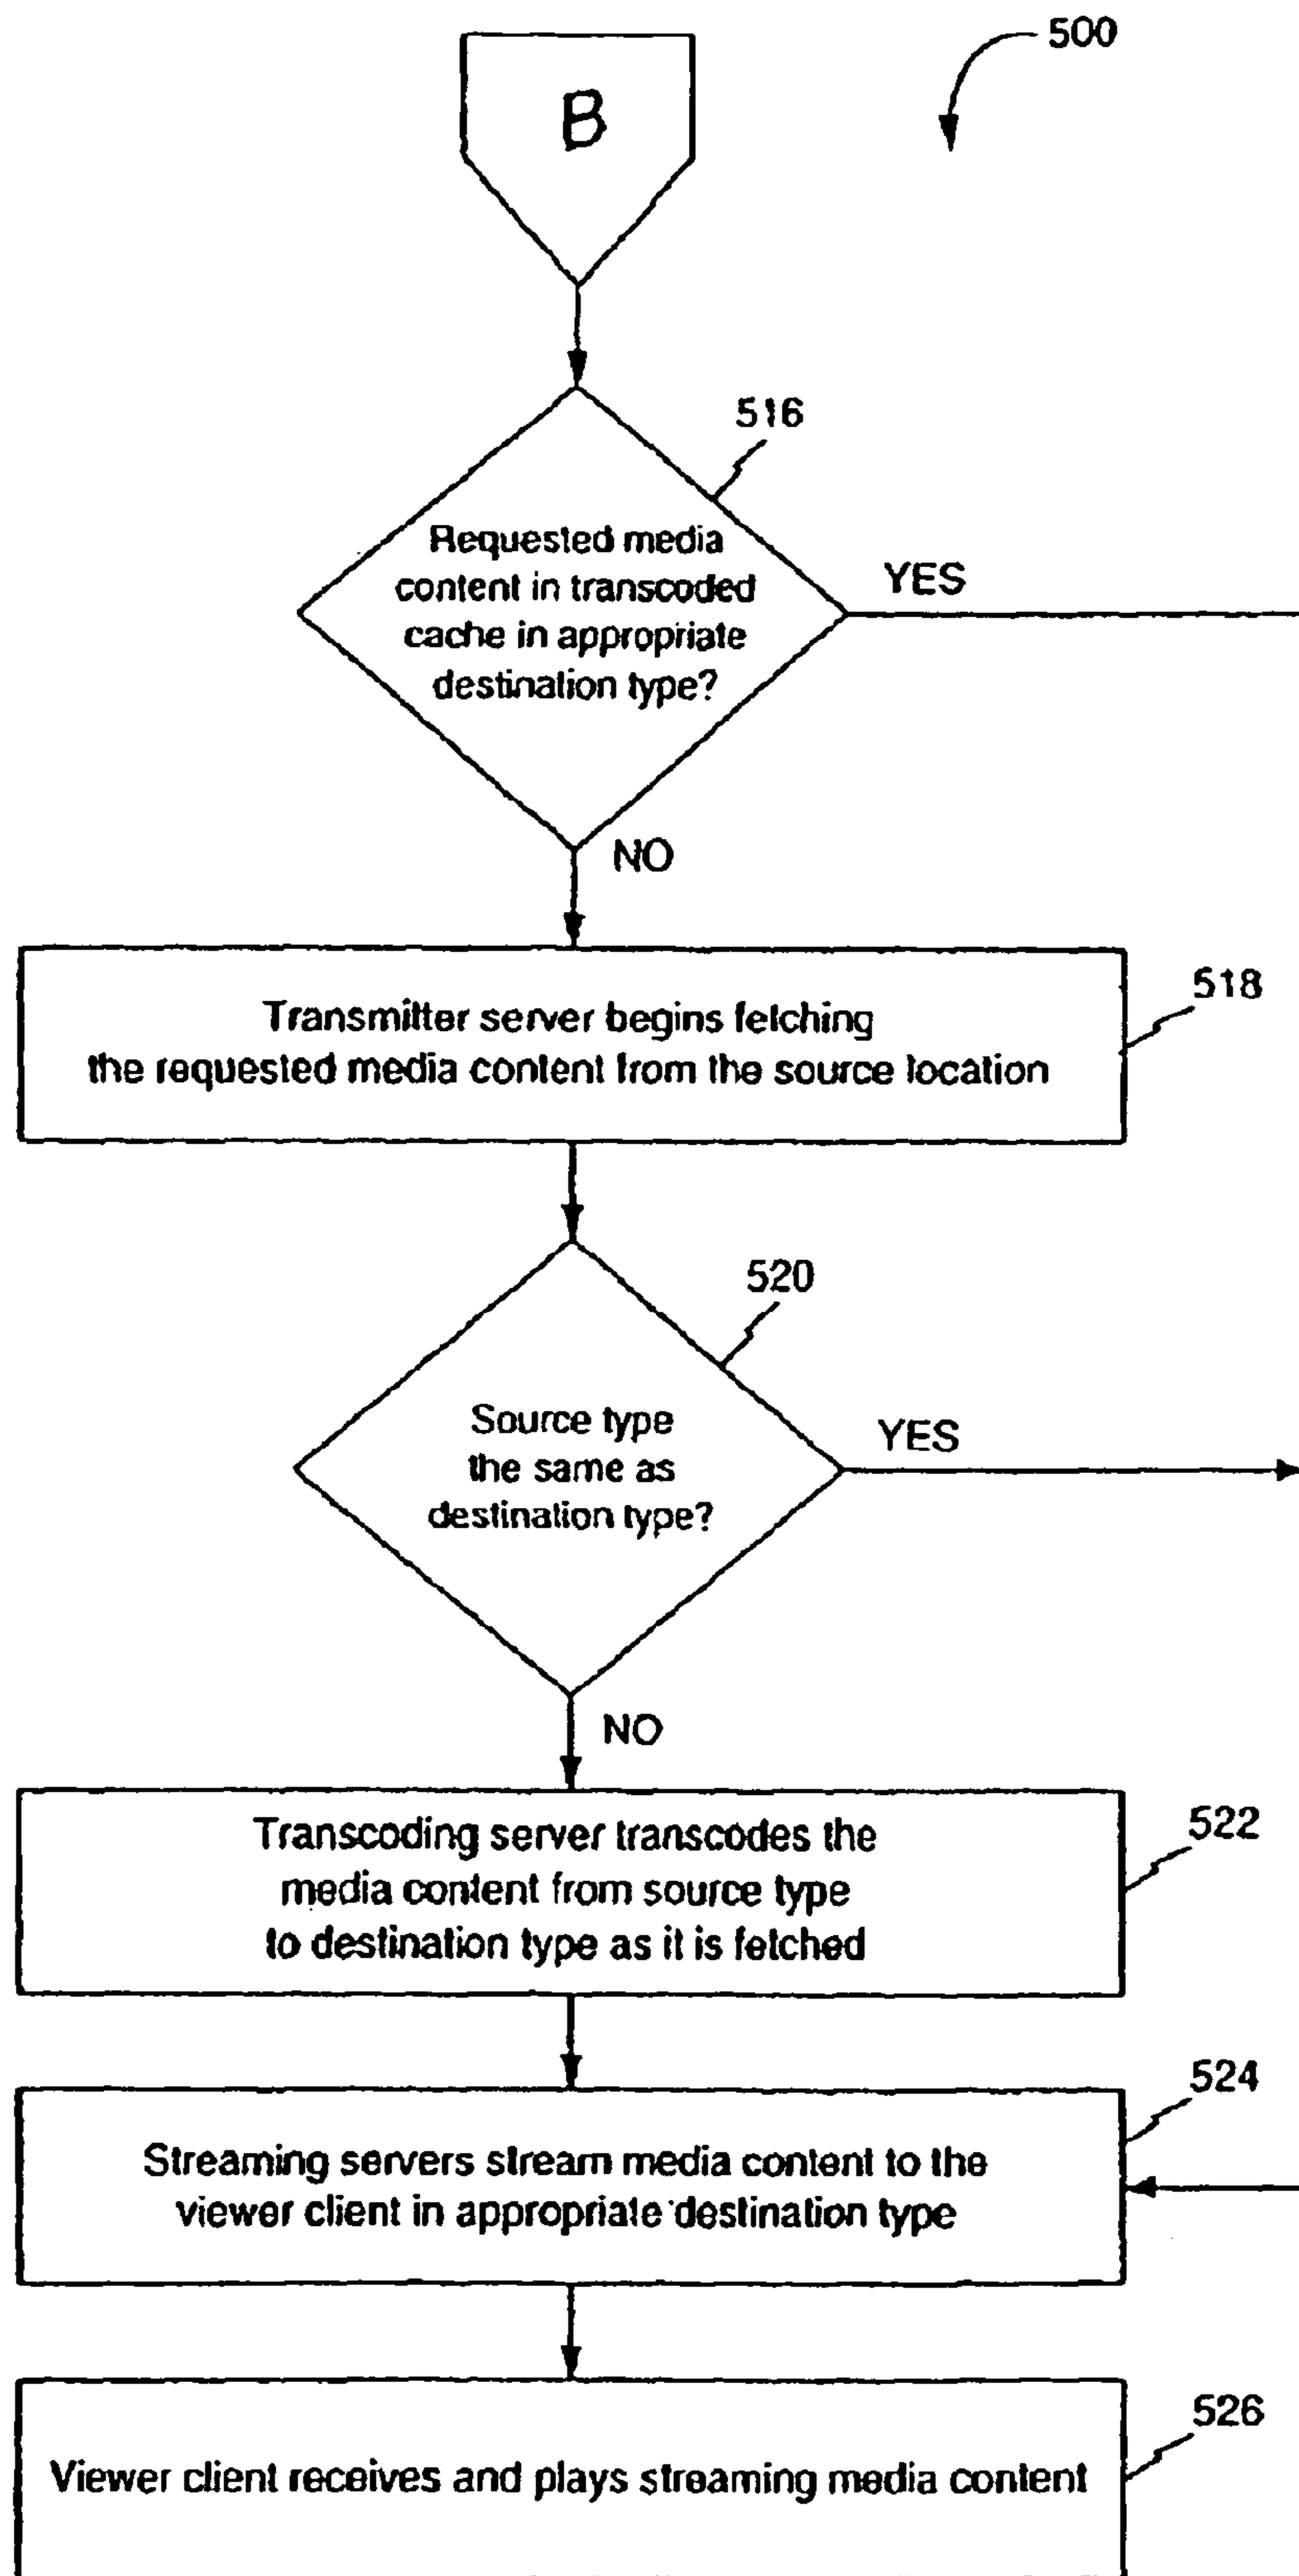 500
B
516
Requested media
content in transcoded
cache in appropriate
destination type?
YES
NO
518
Transmitter server begins fetching
the requested media content from the source location
520
Source type
the same as
destination type?
YES
NO
522
Transcoding server transcodes the
media content from source type
to destination type as it is fetched
524
Streaming servers stream media content to the
viewer client in appropriate destination type
526
Viewer client receives and plays streaming media content